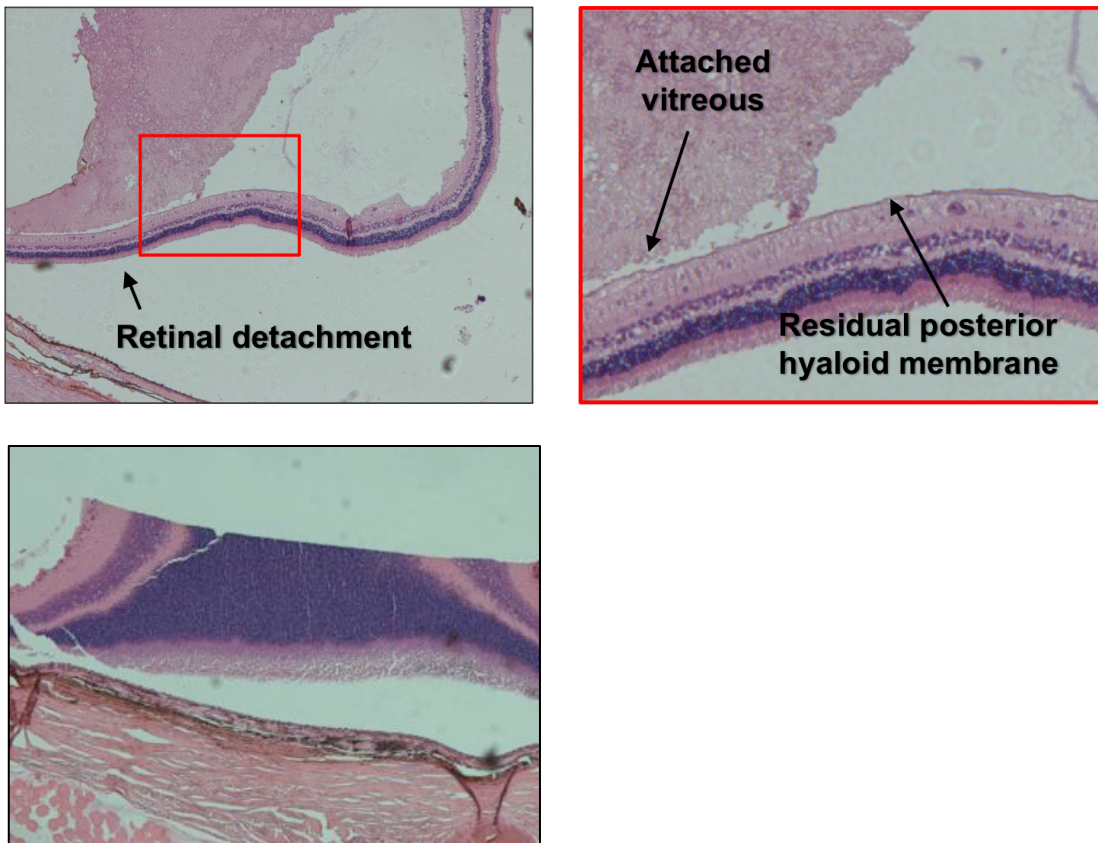 Retinal detachment
Attached
vitreous
Residual posterior
hyaloid membrane